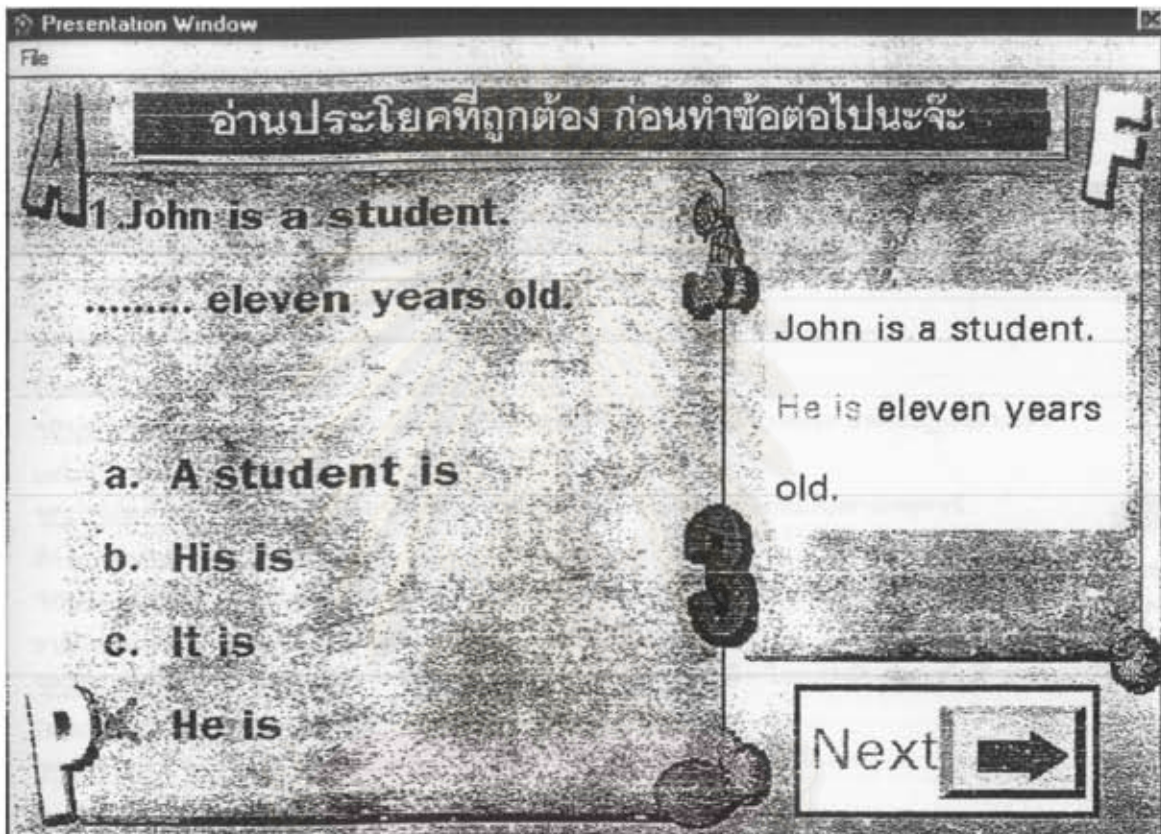 Presentation Window
File
อ่านประโยคที่ถูกต้อง ก่อนทำข้อต่อไปนะจ๊ะ
A
F
1.John is a student.
......... eleven years old.
a. A student is
b. His is
c. It is
He is
P
John is a student.
He is eleven years
old.
Next